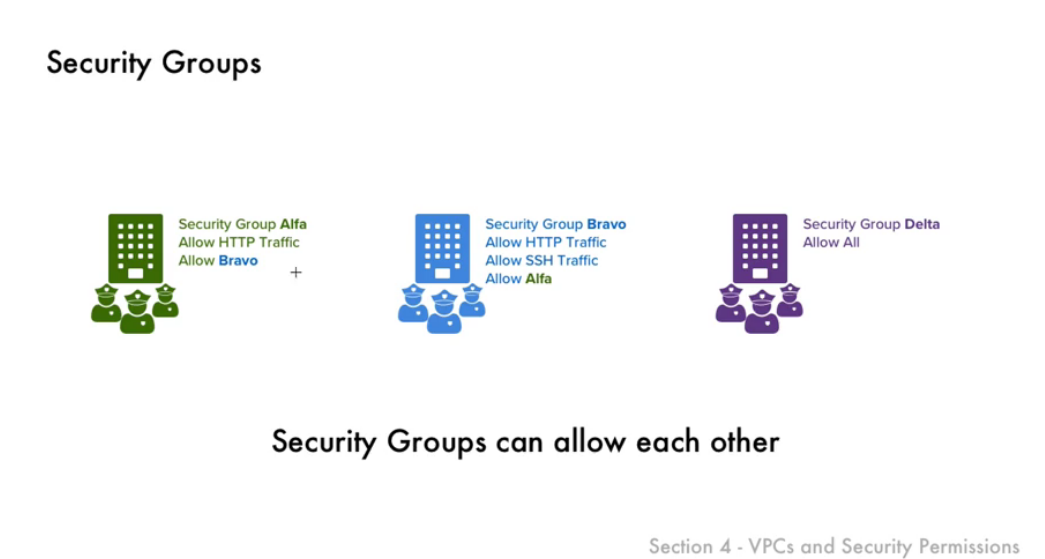 Security Groups
Security Group Alfa
Allow HTTP Traffic
Allow Bravo
Security Group Bravo
Allow HTTP Traffic
Allow SSH Traffic
Allow Alfa
Security Group Delta
Allow All
Security Groups can allow each other
Section 4 - VPCs and Security Permissions